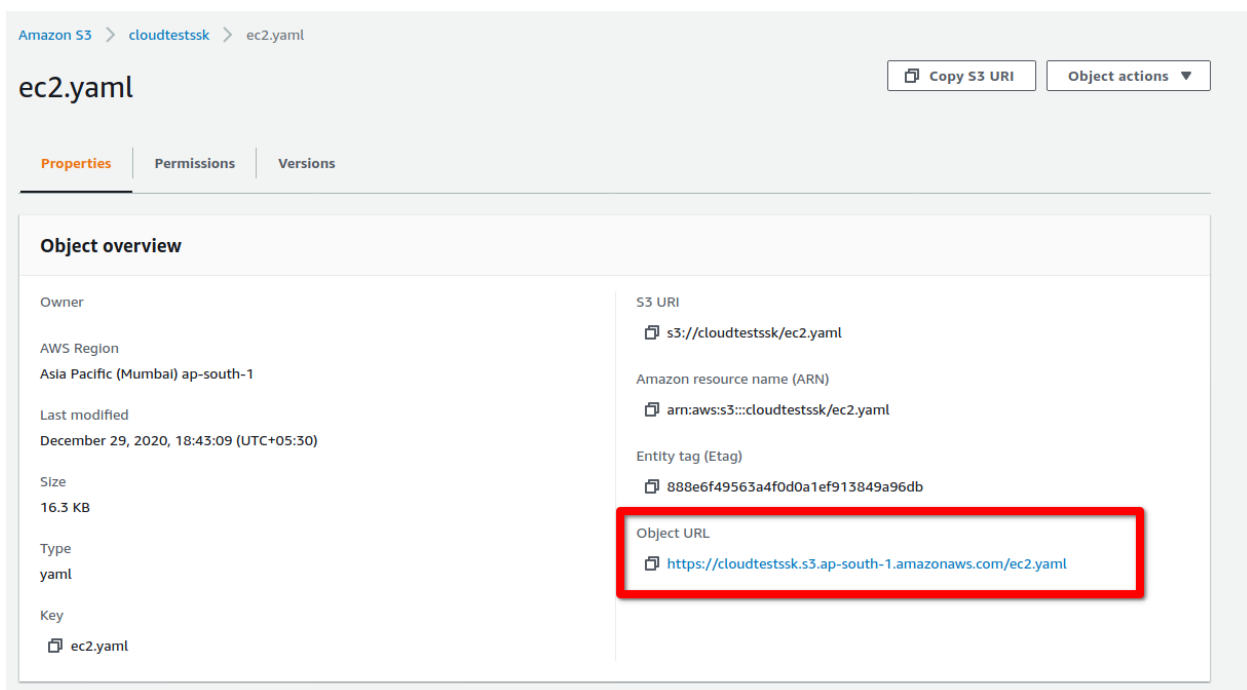 Amazon S3 > cloudtestssk > ec2.yaml
ec2.yaml
Copy S3 URI
Object actions ▼
Properties
Permissions
Versions
Object overview
Owner
AWS Region
Asia Pacific (Mumbai) ap-south-1
Last modified
December 29, 2020, 18:43:09 (UTC+05:30)
Size
16.3 KB
Type
yaml
Key
ec2.yaml
S3 URI
s3://cloudtestssk/ec2.yaml
Amazon resource name (ARN)
arn:aws:s3:::cloudtestssk/ec2.yaml
Entity tag (Etag)
888e6f49563a4f0d0a1ef913849a96db
Object URL
https://cloudtestssk.s3.ap-south-1.amazonaws.com/ec2.yaml